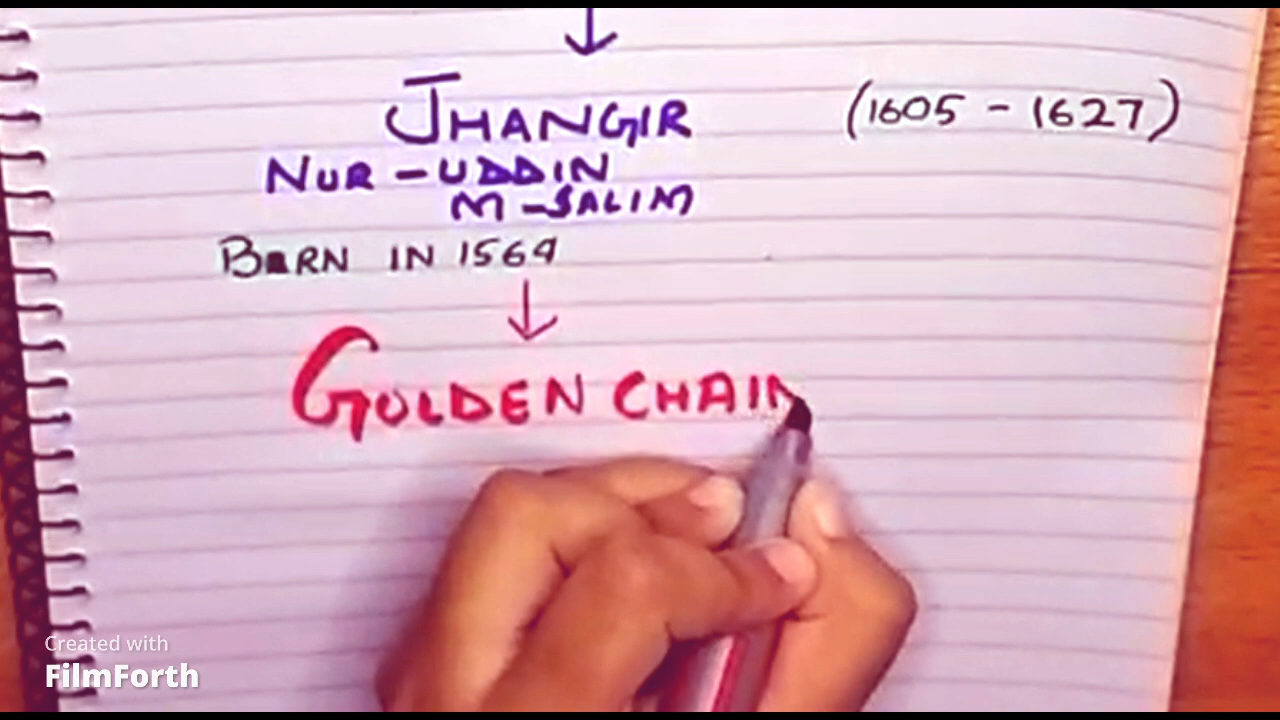 JHANGIR (1605 - 1627)
NUR - UDDIN
M - SALIM
BORN IN 1569
GOLDEN CHAIN
Created with
FilmForth